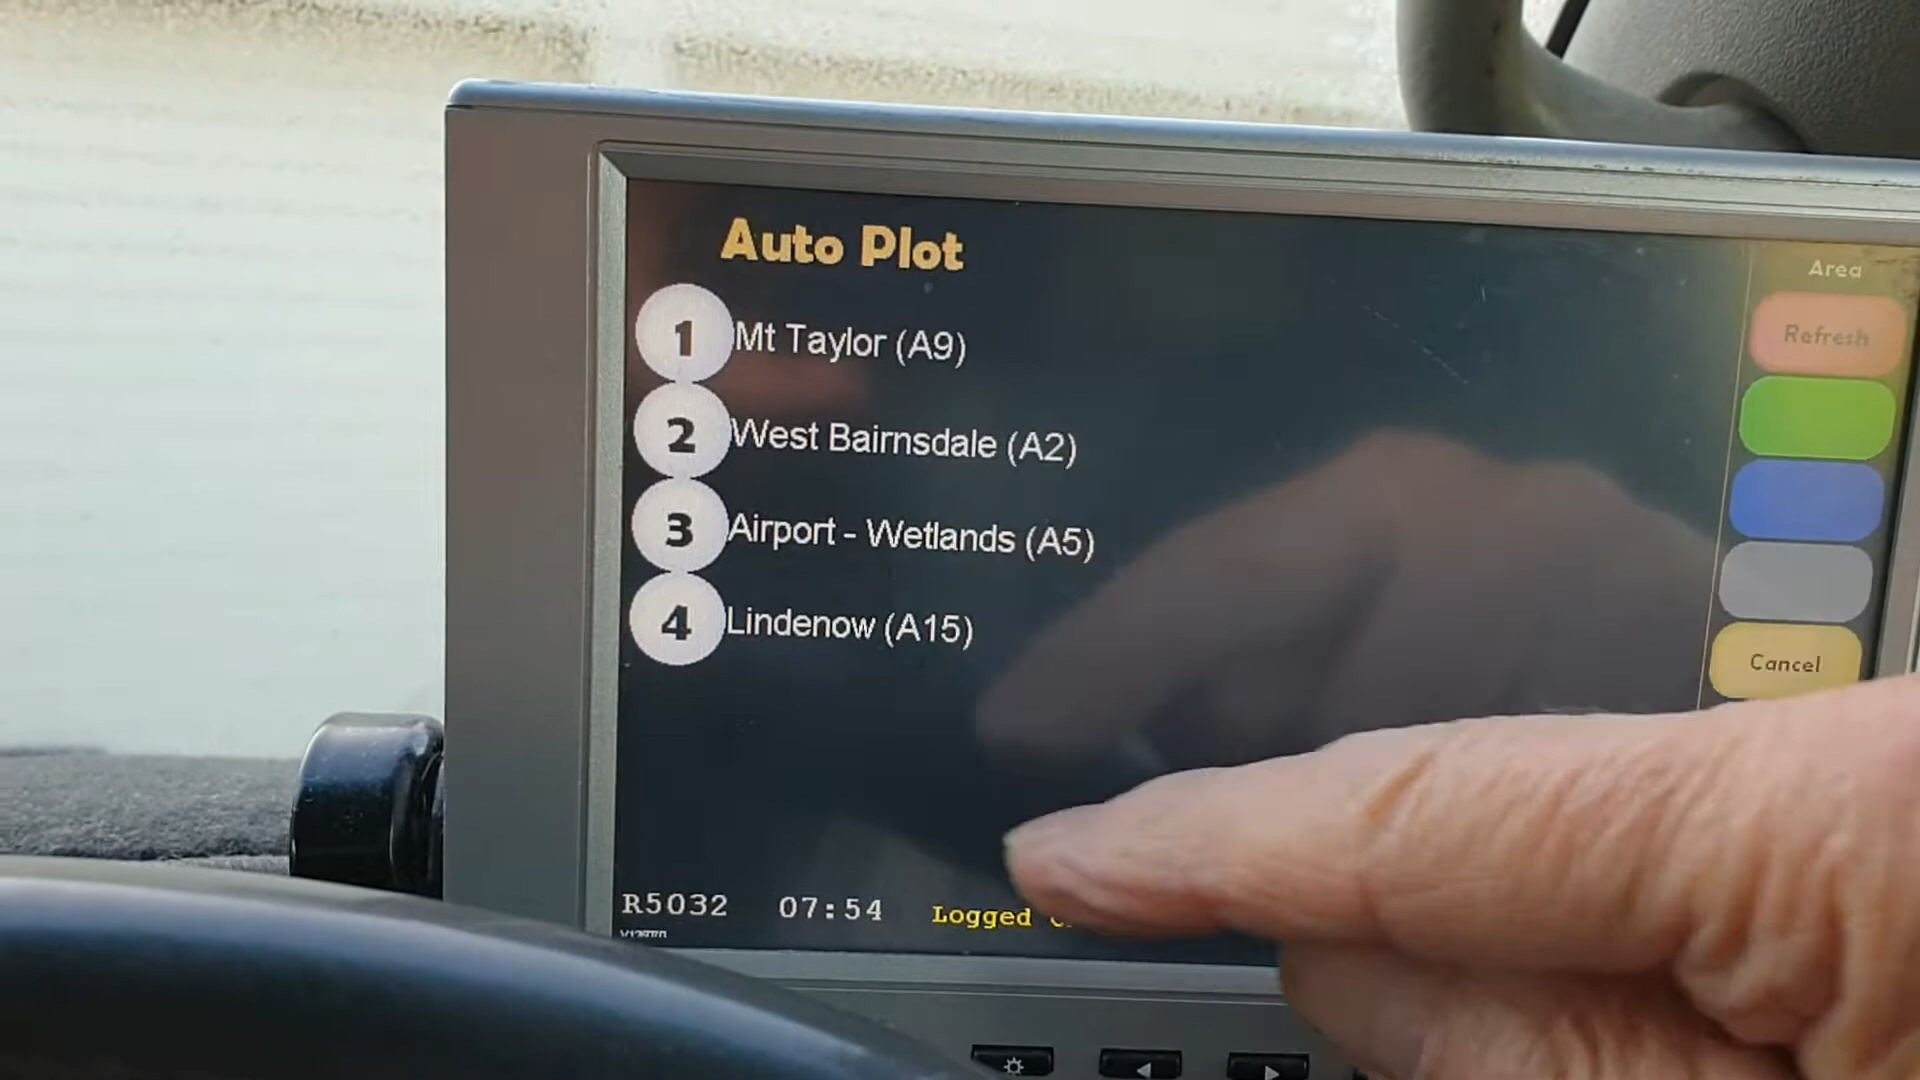 Auto Plot
Area
1 Mt Taylor (A9)
Refresh
2 West Bairnsdale (A2)
3 Airport - Wetlands (A5)
4 Lindenow (A15)
Cancel
R5032 07:54 Logged